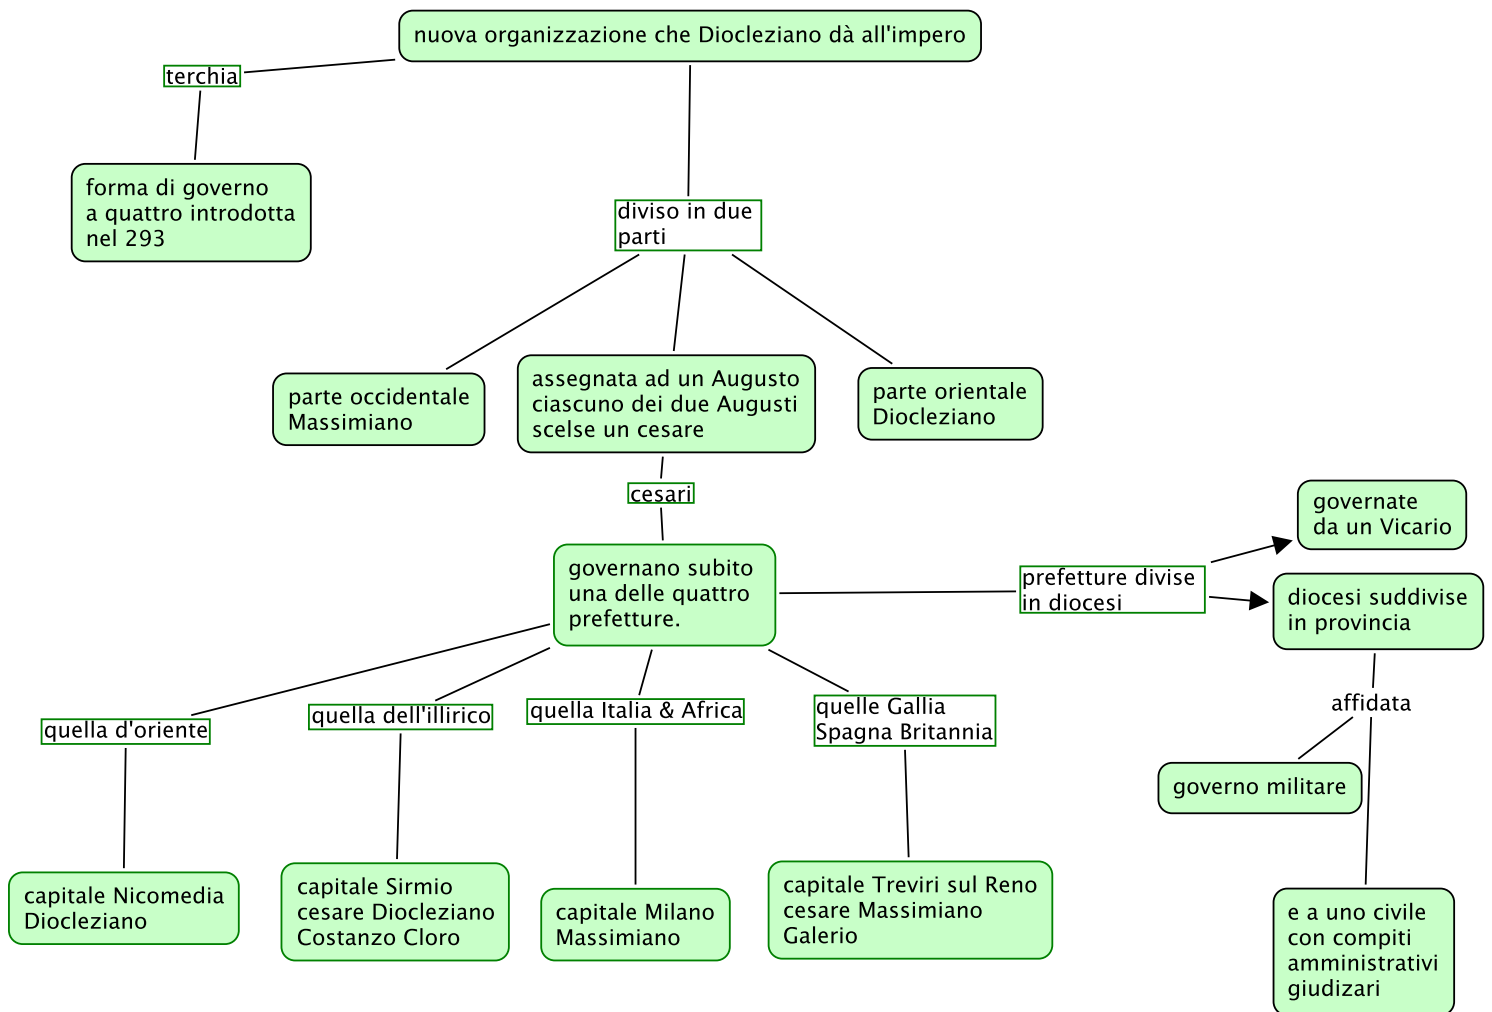 nuova organizzazione che Diocleziano dà all'impero
terchia
forma di governo
a quattro introdotta
nel 293
diviso in due
parti
parte occidentale
Massimiano
assegnata ad un Augusto
ciascuno dei due Augusti
scelse un cesare
parte orientale
Diocleziano
cesari
governano subito
una delle quattro
prefetture.
prefetture divise
in diocesi
governate
da un Vicario
diocesi suddivise
in provincia
affidata
governo militare
e a uno civile
con compiti
amministrativi
giudizari
quella d'oriente
quella dell'illirico
quella Italia & Africa
quelle Gallia
Spagna Britannia
capitale Nicomedia
Diocleziano
capitale Sirmio
cesare Diocleziano
Costanzo Cloro
capitale Milano
Massimiano
capitale Treviri sul Reno
cesare Massimiano
Galerio